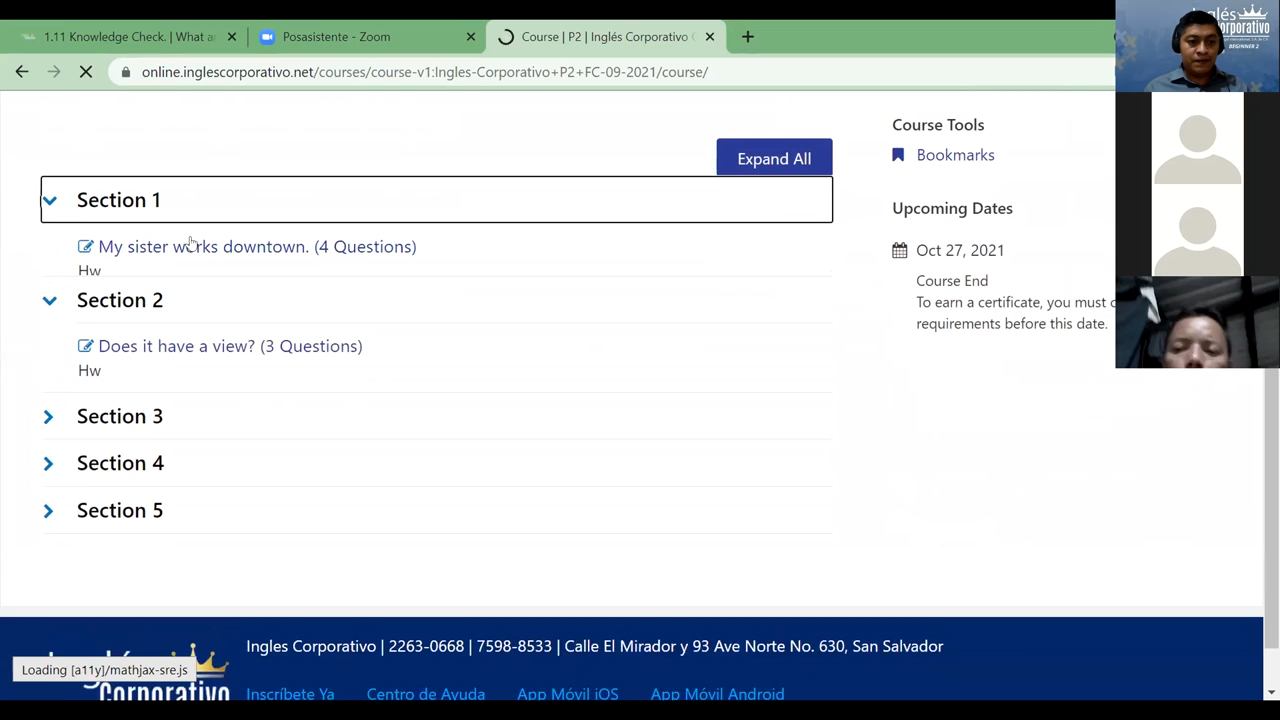 1.11 Knowledge Check. | What a
Posasistente - Zoom
Course | P2 | Inglés Corporativo
online.inglescorporativo.net/courses/course-v1:Ingles-Corporativo+P2+FC-09-2021/course/
Inglés
Corporativo
BEGINNER 2
Expand All
Section 1
My sister works downtown. (4 Questions)
Hw
Section 2
Does it have a view? (3 Questions)
Hw
Section 3
Section 4
Section 5
Course Tools
Bookmarks
Upcoming Dates
Oct 27, 2021
Course End
To earn a certificate, you must c
requirements before this date.
Ingles Corporativo | 2263-0668 | 7598-8533 | Calle El Mirador y 93 Ave Norte No. 630, San Salvador
Loading [a11y]/mathjax-sre.js
Corporativo
Inscríbete Ya
Centro de Ayuda
App Móvil iOS
App Móvil Android